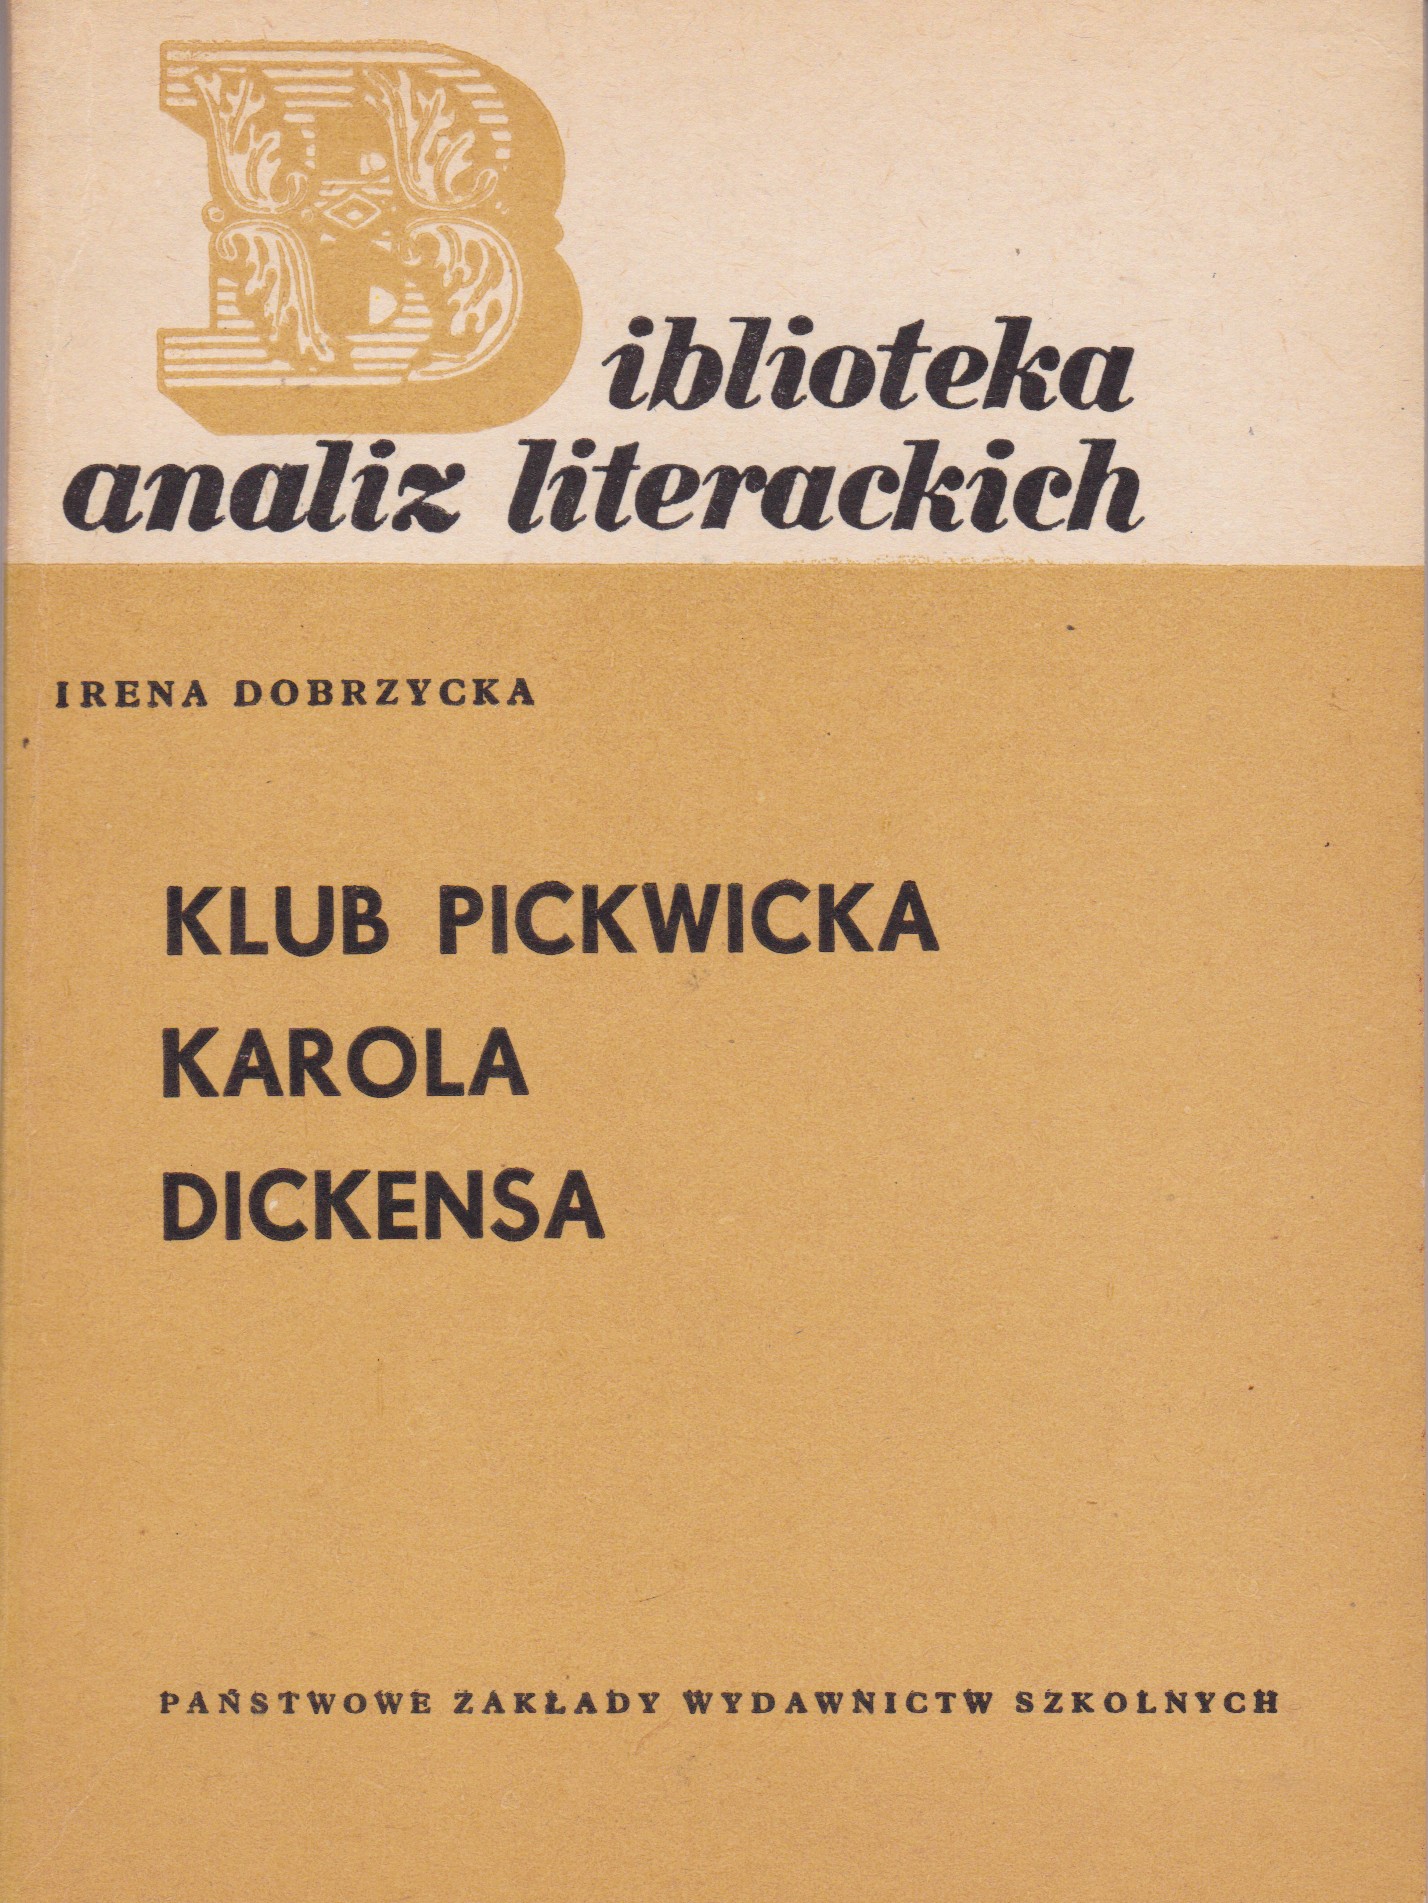 Biblioteka
analiz literackich
IRENA DOBRZYCKA
KLUB PICKWICKA
KAROLA
DICKENSA
PAŃSTWOWE ZAKŁADY WYDAWNICTW SZKOLNYCH